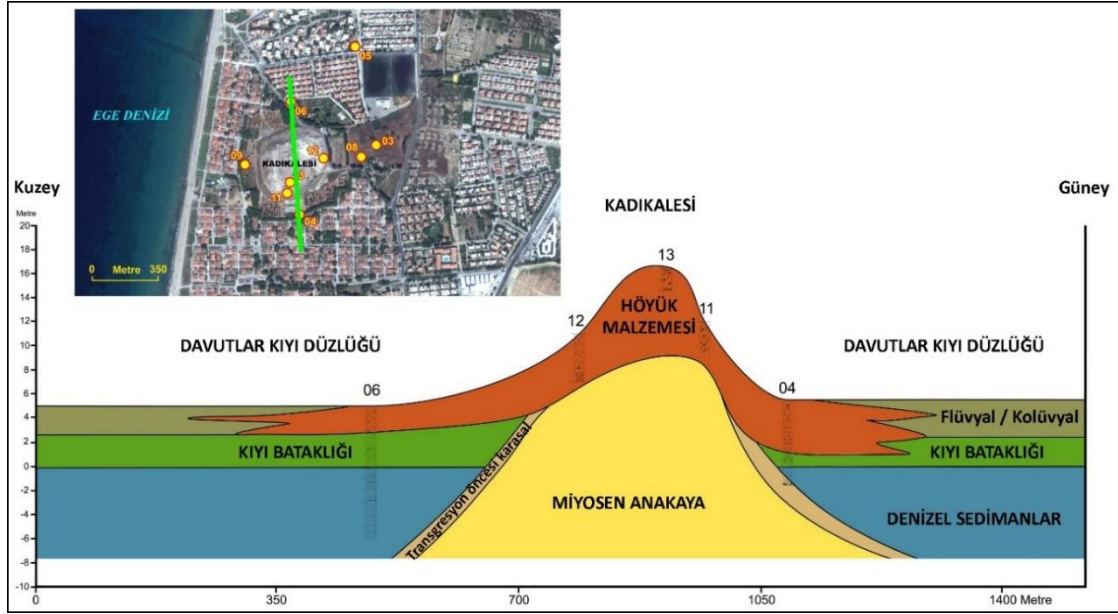 05
EGE DENİZİ
06
03
12
08
09
KADIKALESİ
11
04
0 Metre 350
Kuzey
Güney
KADIKALESİ
Metre
20
18
16
14
12
10
8
6
4
2
0
-2
-4
-6
-8
-10
13
HÖYÜK
MALZEMESİ
11
12
DAVUTLAR KIYI DÜZLÜĞÜ
DAVUTLAR KIYI DÜZLÜĞÜ
06
04
Flüvyal / Kolüvyal
KIYI BATAKLIĞI
KIYI BATAKLIĞI
Transgresyon öncesi karasal
MİYOSEN ANAKAYA
DENİZEL SEDİMANLAR
0
350
700
1050
1400 Metre